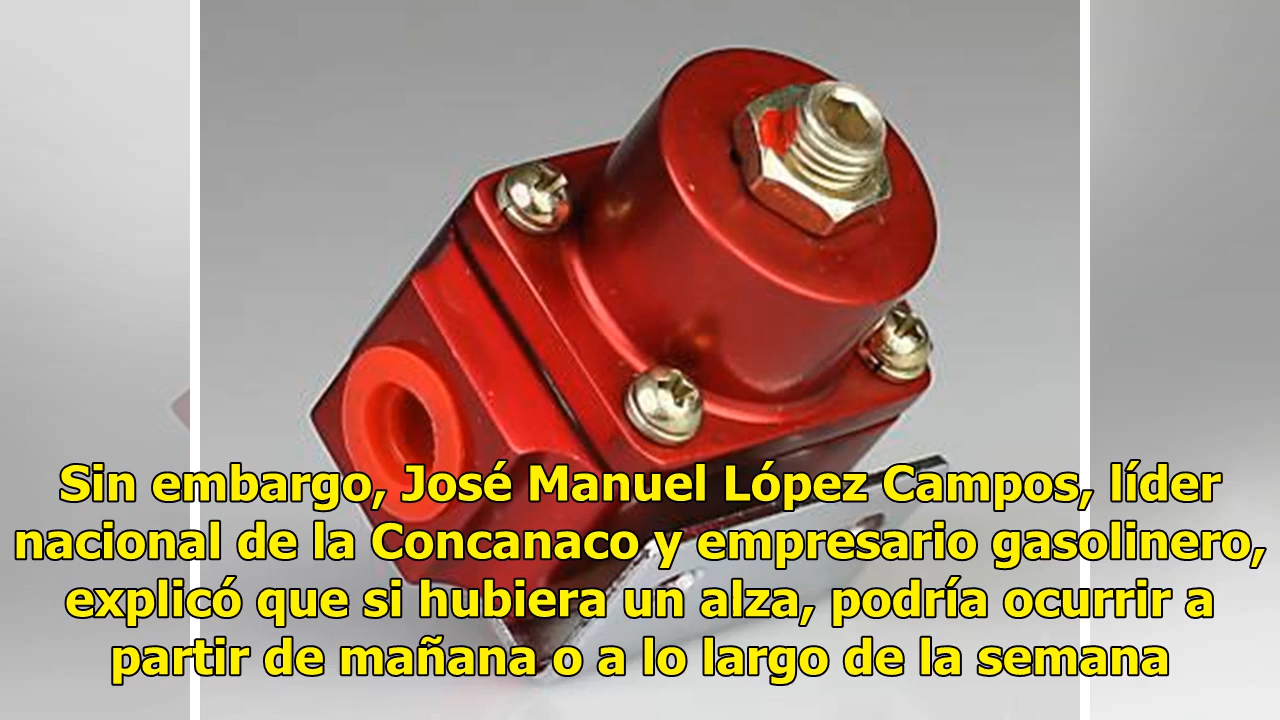 Sin embargo, José Manuel López Campos, líder
nacional de la Concanaco y empresario gasolinero,
explicó que si hubiera un alza, podría ocurrir a
partir de mañana o a lo largo de la semana